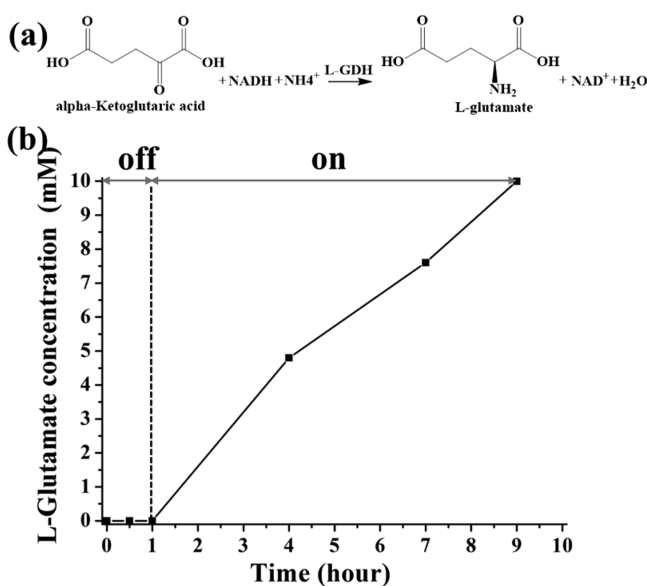 (a)
O O
HO OH
O
alpha-Ketoglutaric acid
+ NADH + NH4⁺
L-GDH
O O
HO OH
NH₂
L-glutamate
+ NAD⁺+H₂O
(b)
off on
L-Glutamate concentration (mM)
10
9
8
7
6
5
4
3
2
1
0
0 1 2 3 4 5 6 7 8 9 10
Time (hour)